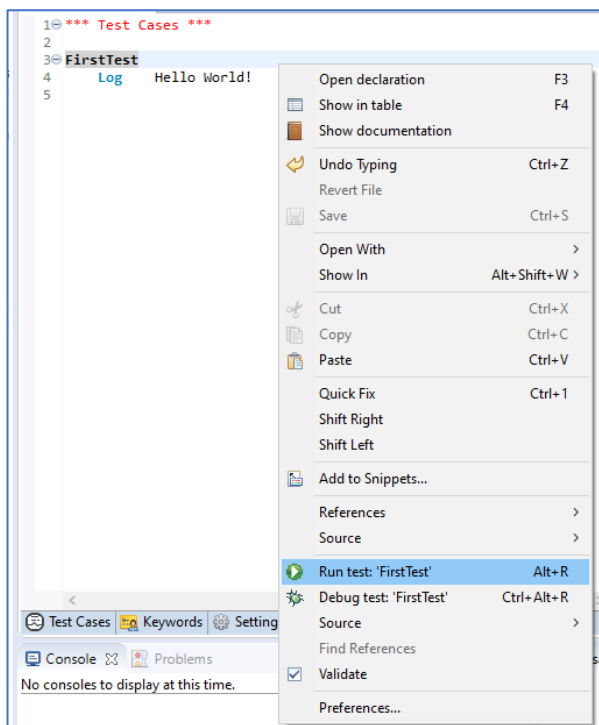 1 *** Test Cases ***
2
3 FirstTest
4 Log Hello World!
5
Open declaration F3
Show in table F4
Show documentation
Undo Typing Ctrl+Z
Revert File
Save Ctrl+S
Open With >
Show In Alt+Shift+W >
Cut Ctrl+X
Copy Ctrl+C
Paste Ctrl+V
Quick Fix Ctrl+1
Shift Right
Shift Left
Add to Snippets...
References >
Source >
Run test: 'FirstTest' Alt+R
Debug test: 'FirstTest' Ctrl+Alt+R
Source >
Find References
Validate
Preferences...
Test Cases Keywords Setting
Console Problems
No consoles to display at this time.